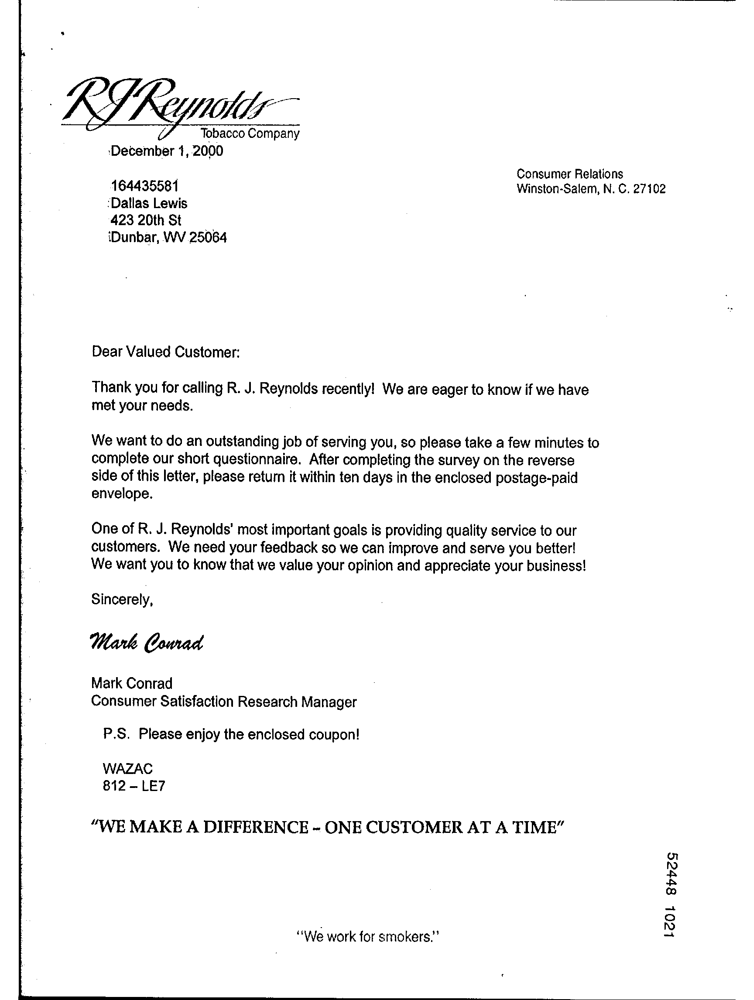 RJReynolds
Tobacco Company
December 1, 2000
Consumer Relations
Winston-Salem, N. C. 27102
164435581
Dallas Lewis
423 20th St
Dunbar, WV 25064
Dear Valued Customer:
Thank you for calling R. J. Reynolds recently! We are eager to know if we have
met your needs.
We want to do an outstanding job of serving you, so please take a few minutes to
complete our short questionnaire. After completing the survey on the reverse
side of this letter, please return it within ten days in the enclosed postage-paid
envelope.
One of R. J. Reynolds' most important goals is providing quality service to our
customers. We need your feedback so we can improve and serve you better!
We want you to know that we value your opinion and appreciate your business!
Sincerely,
Mark Conrad
Mark Conrad
Consumer Satisfaction Research Manager
P.S. Please enjoy the enclosed coupon!
WAZAC
812 – LE7
"WE MAKE A DIFFERENCE – ONE CUSTOMER AT A TIME"
52448 1021
"We work for smokers."